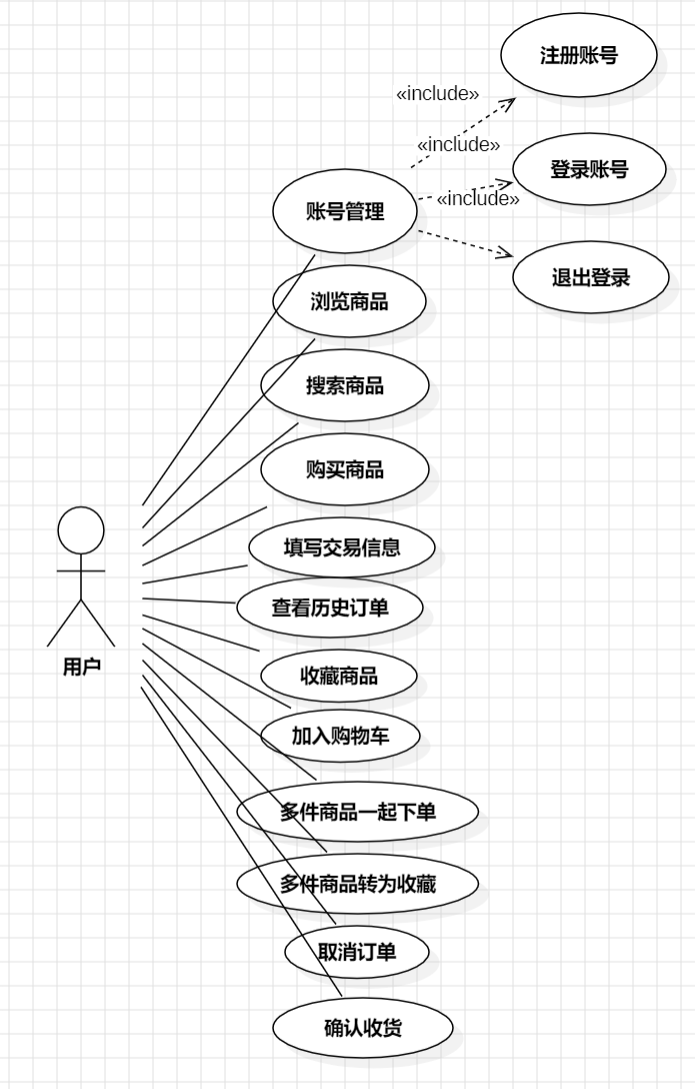 注册账号
«include»
«include»
登录账号
«include»
账号管理
退出登录
浏览商品
搜索商品
购买商品
填写交易信息
查看历史订单
用户
收藏商品
加入购物车
多件商品一起下单
多件商品转为收藏
取消订单
确认收货